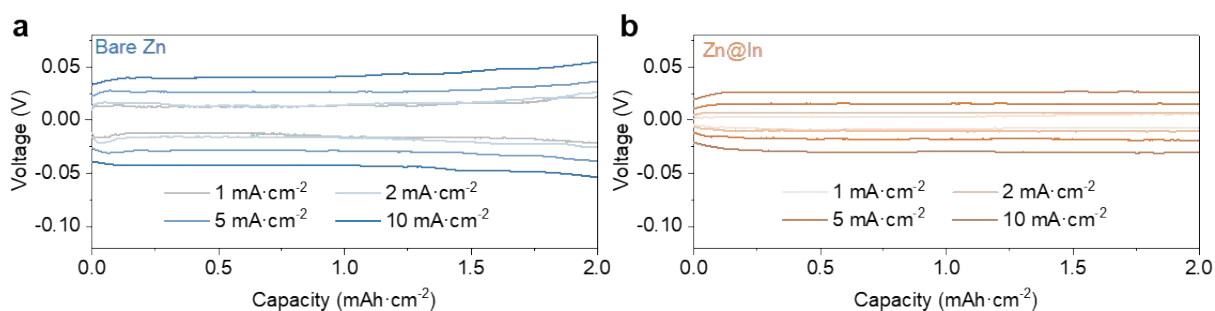 a
Bare Zn
0.05
0.00
-0.05
-0.10
Voltage (V)
1 mA·cm⁻²
2 mA·cm⁻²
5 mA·cm⁻²
10 mA·cm⁻²
0.0 0.5 1.0 1.5 2.0
Capacity (mAh·cm⁻²)
b
Zn@In
0.05
0.00
-0.05
-0.10
Voltage (V)
1 mA·cm⁻²
2 mA·cm⁻²
5 mA·cm⁻²
10 mA·cm⁻²
0.0 0.5 1.0 1.5 2.0
Capacity (mAh·cm⁻²)